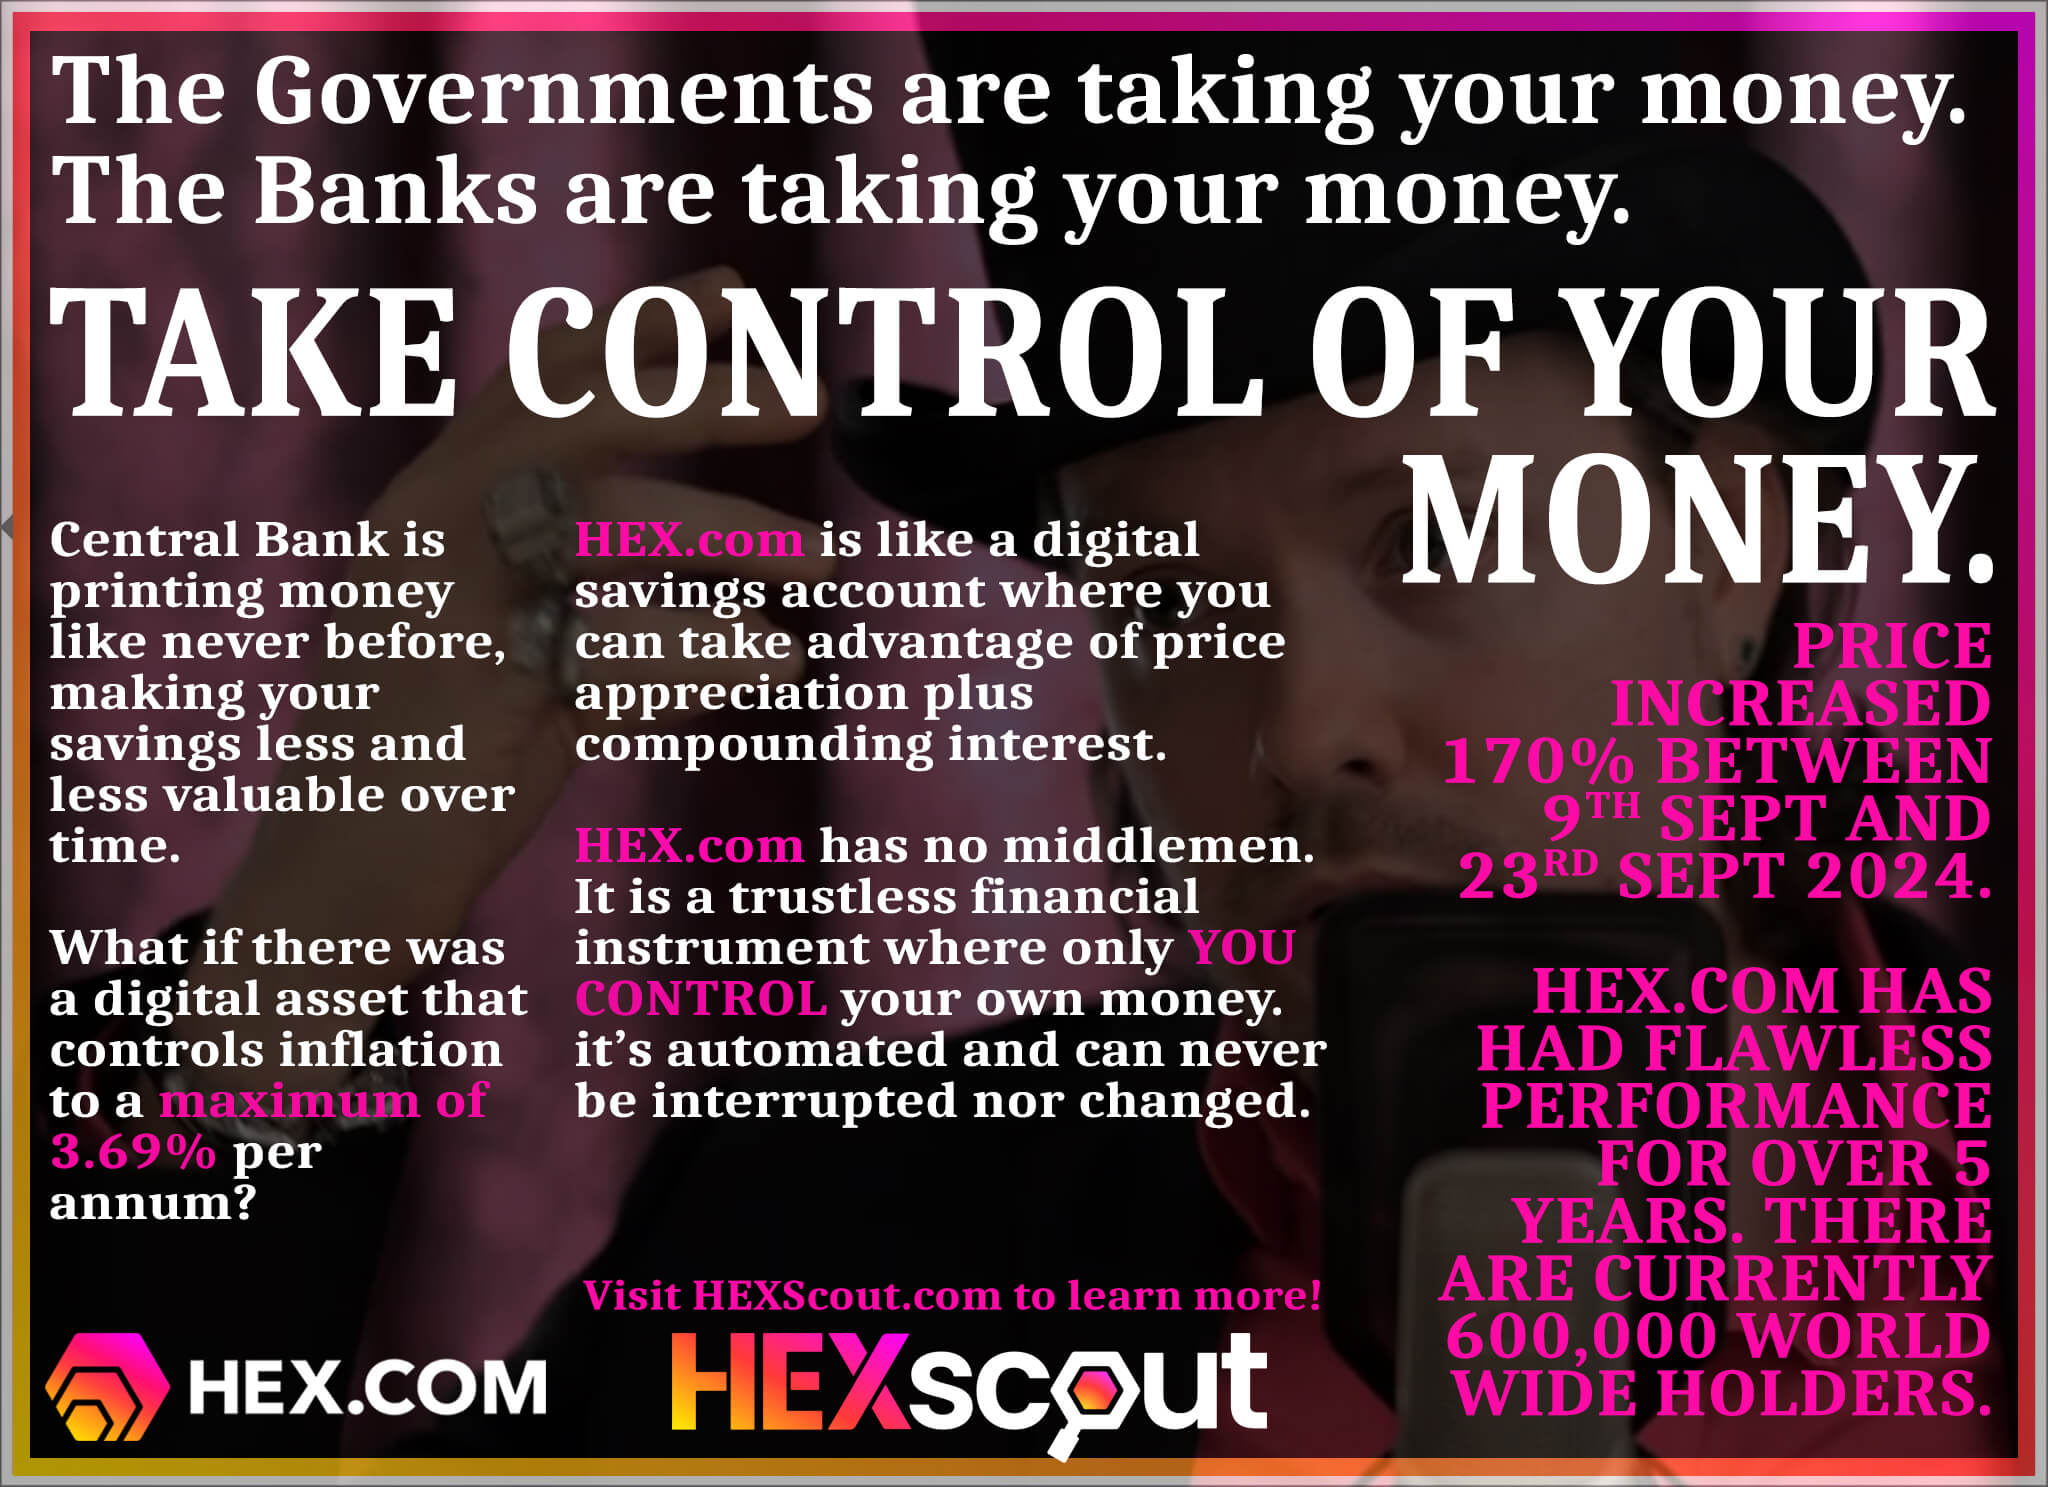 The Governments are taking your money.
The Banks are taking your money.
TAKE CONTROL OF YOUR
MONEY.
Central Bank is
printing money
like never before,
making your
savings less and
less valuable over
time.
What if there was
a digital asset that
controls inflation
to a maximum of
3.69% per
annum?
HEX.com is like a digital
savings account where you
can take advantage of price
appreciation plus
compounding interest.
HEX.com has no middlemen.
It is a trustless financial
instrument where only YOU
CONTROL your own money.
it’s automated and can never
be interrupted nor changed.
PRICE
INCREASED
170% BETWEEN
9TH SEPT AND
23RD SEPT 2024.
HEX.COM HAS
HAD FLAWLESS
PERFORMANCE
FOR OVER 5
YEARS. THERE
ARE CURRENTLY
600,000 WORLD
WIDE HOLDERS.
Visit HEXScout.com to learn more!
HEX.COM
HEXscout